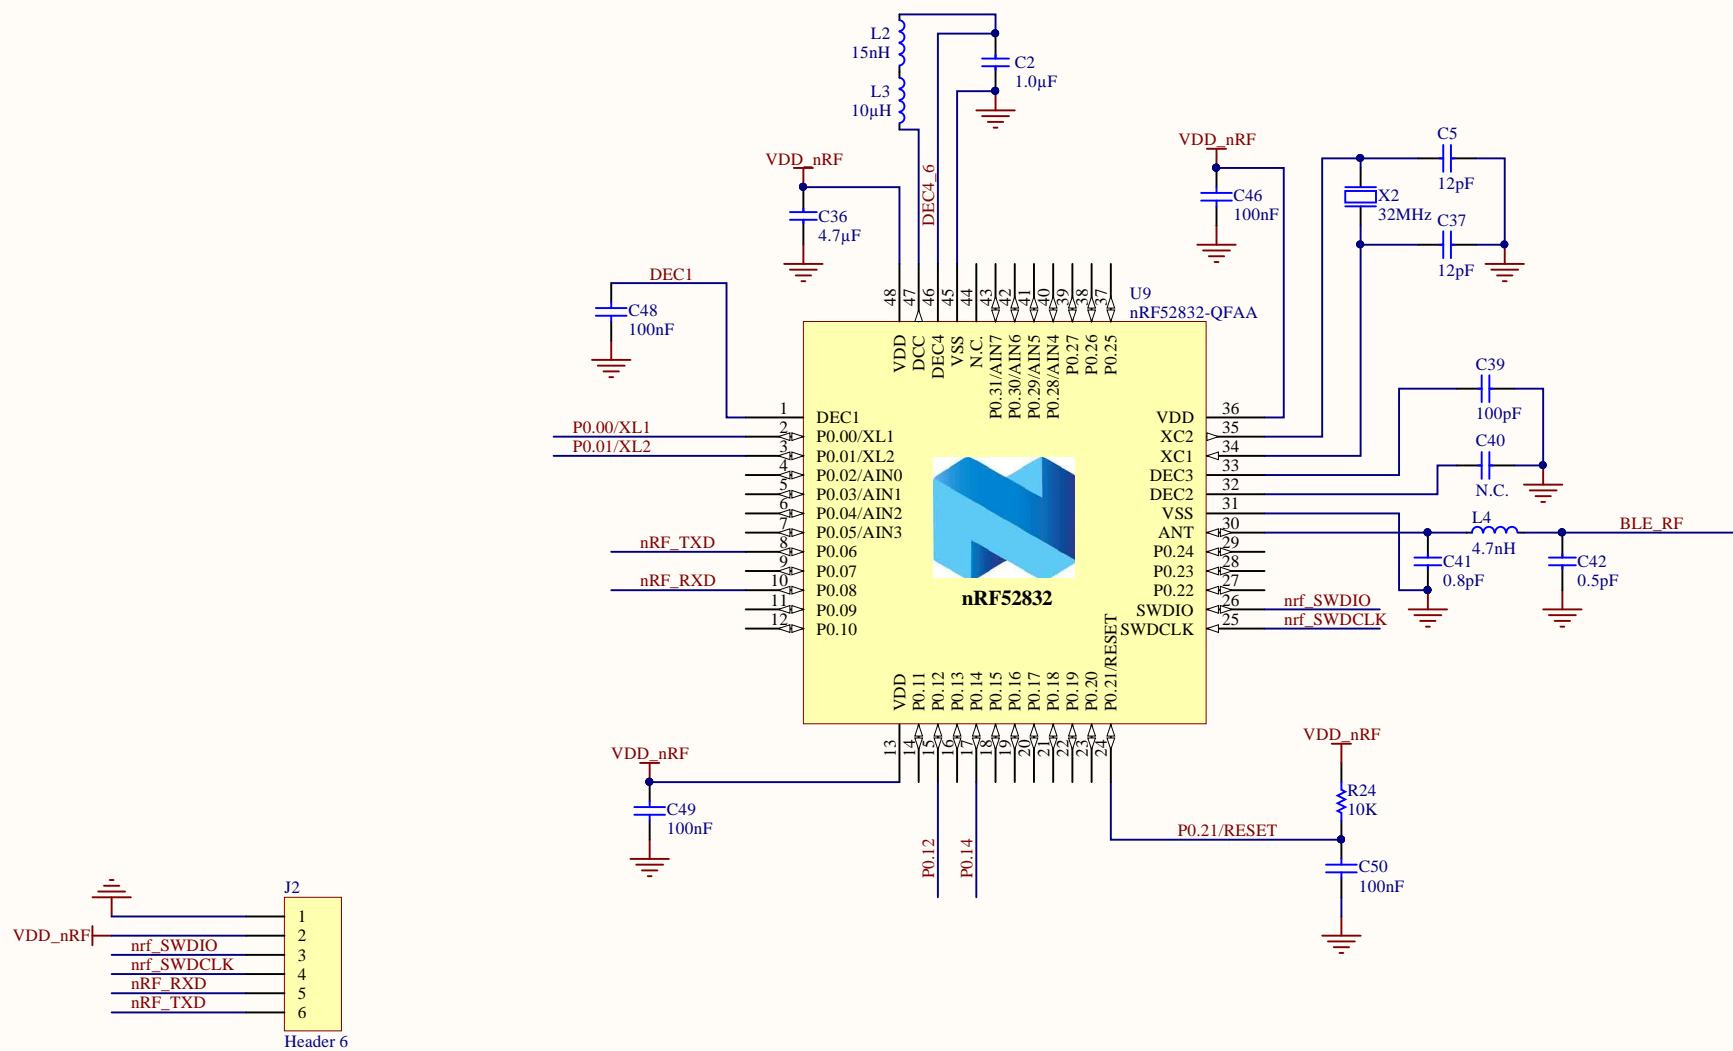 L2
15nH
L3
10µH
C2
1.0µF
DEC4_6
VDD_nRF
C36
4.7µF
VDD_nRF
C46
100nF
C5
12pF
X2
32MHz
C37
12pF
DEC1
C48
100nF
U9
nRF52832-QFAA
48 47 46 45 44 43 42 41 40 39 38 37
VDD
DCC
DEC4
VSS
N.C.
P0.31/AIN7
P0.30/AIN6
P0.29/AIN5
P0.28/AIN4
P0.27
P0.26
P0.25
1 DEC1
P0.00/XL1 2 P0.00/XL1
P0.01/XL2 3 P0.01/XL2
4 P0.02/AIN0
5 P0.03/AIN1
6 P0.04/AIN2
7 P0.05/AIN3
nRF_TXD 8 P0.06
9 P0.07
nRF_RXD 10 P0.08
11 P0.09
12 P0.10
nRF52832
VDD 36
XC2 35
XC1 34
DEC3 33
DEC2 32
VSS 31
ANT 30
P0.24 29
P0.23 28
P0.22 27
SWDIO 26 nrf_SWDIO
SWDCLK 25 nrf_SWDCLK
C39
100pF
C40
N.C.
L4
4.7nH
BLE_RF
C41
0.8pF
C42
0.5pF
VDD
P0.11
P0.12
P0.13
P0.14
P0.15
P0.16
P0.17
P0.18
P0.19
P0.20
P0.21/RESET
13 14 15 16 17 18 19 20 21 22 23 24
VDD_nRF
C49
100nF
P0.12
P0.14
P0.21/RESET
VDD_nRF
R24
10K
C50
100nF
J2
1
VDD_nRF 2
nrf_SWDIO 3
nrf_SWDCLK 4
nRF_RXD 5
nRF_TXD 6
Header 6